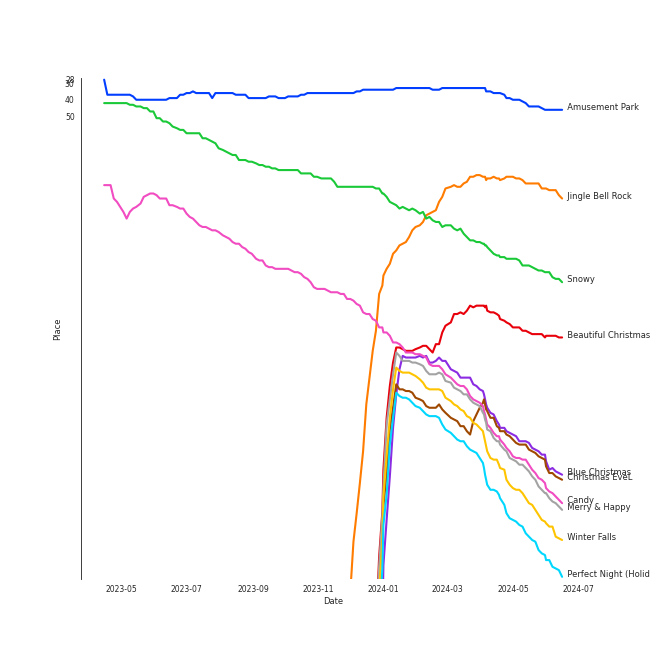 28
30
40
50
Amusement Park
Jingle Bell Rock
Snowy
Beautiful Christmas
Blue Christmas
Christmas EveL
Candy
Merry & Happy
Winter Falls
Perfect Night (Holid
Place
2023-05 2023-07 2023-09 2023-11 2024-01 2024-03 2024-05 2024-07
Date